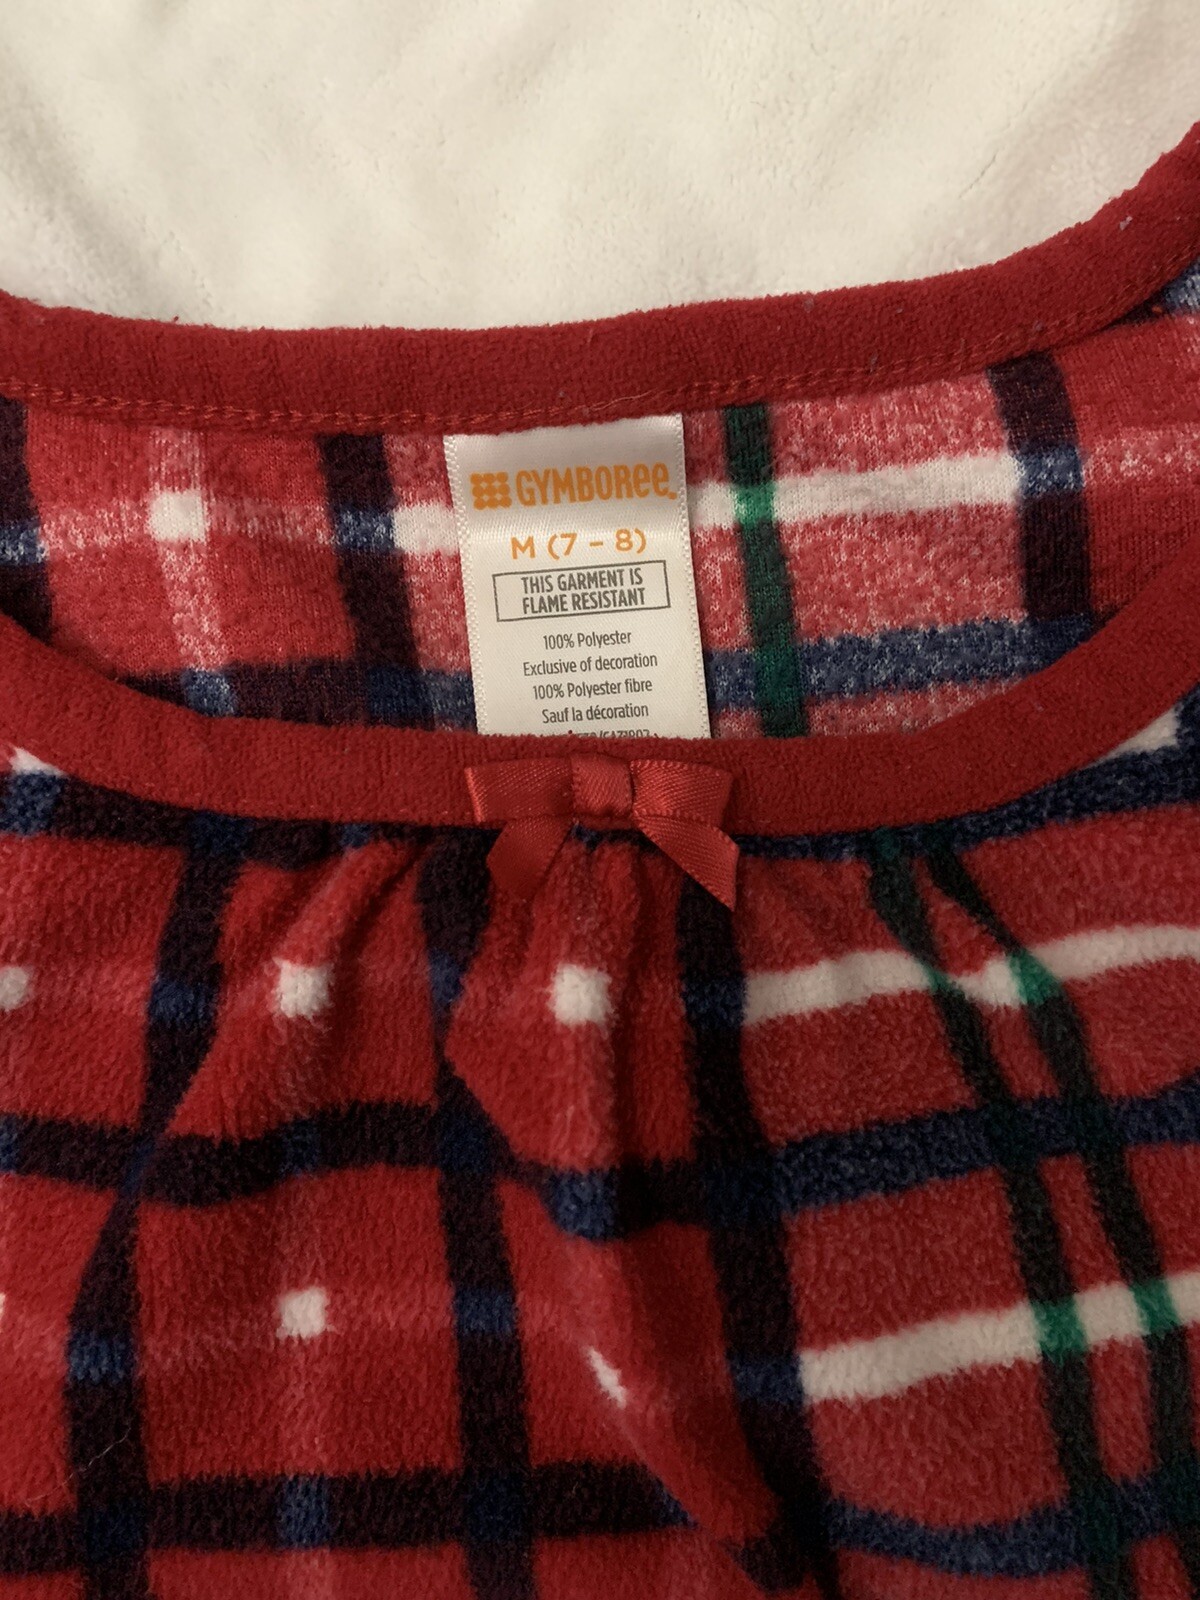 GYMBOREE
M (7 - 8)
THIS GARMENT IS
FLAME RESISTANT
100% Polyester
Exclusive of decoration
100% Polyester fibre
Sauf la décoration